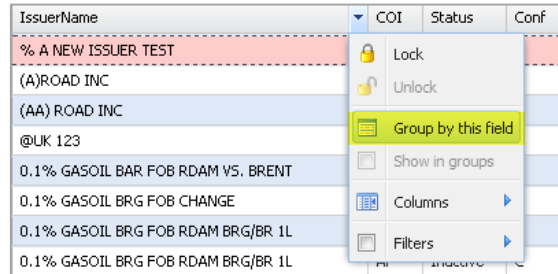 IssuerName COI Status Conf
% A NEW ISSUER TEST
Lock
(A)ROAD INC
Unlock
(AA) ROAD INC
Group by this field
@UK 123
Show in groups
0.1% GASOIL BAR FOB RDAM VS. BRENT
0.1% GASOIL BRG FOB CHANGE
Columns
0.1% GASOIL BRG FOB RDAM BRG/BR 1L
Filters
0.1% GASOIL BRG FOB RDAM BRG/BR 1L